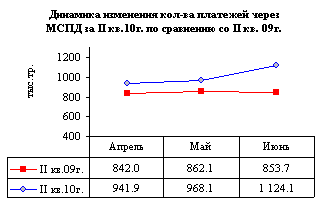 Динамика изменения кол-ва платежей через
МСПД за II кв.10г. по сравнению со II кв. 09г.
тыс.тр.
1200
1000
800
600
400
Апрель Май Июнь
II кв.09г. 842.0 862.1 853.7
II кв.10г. 941.9 968.1 1 124.1